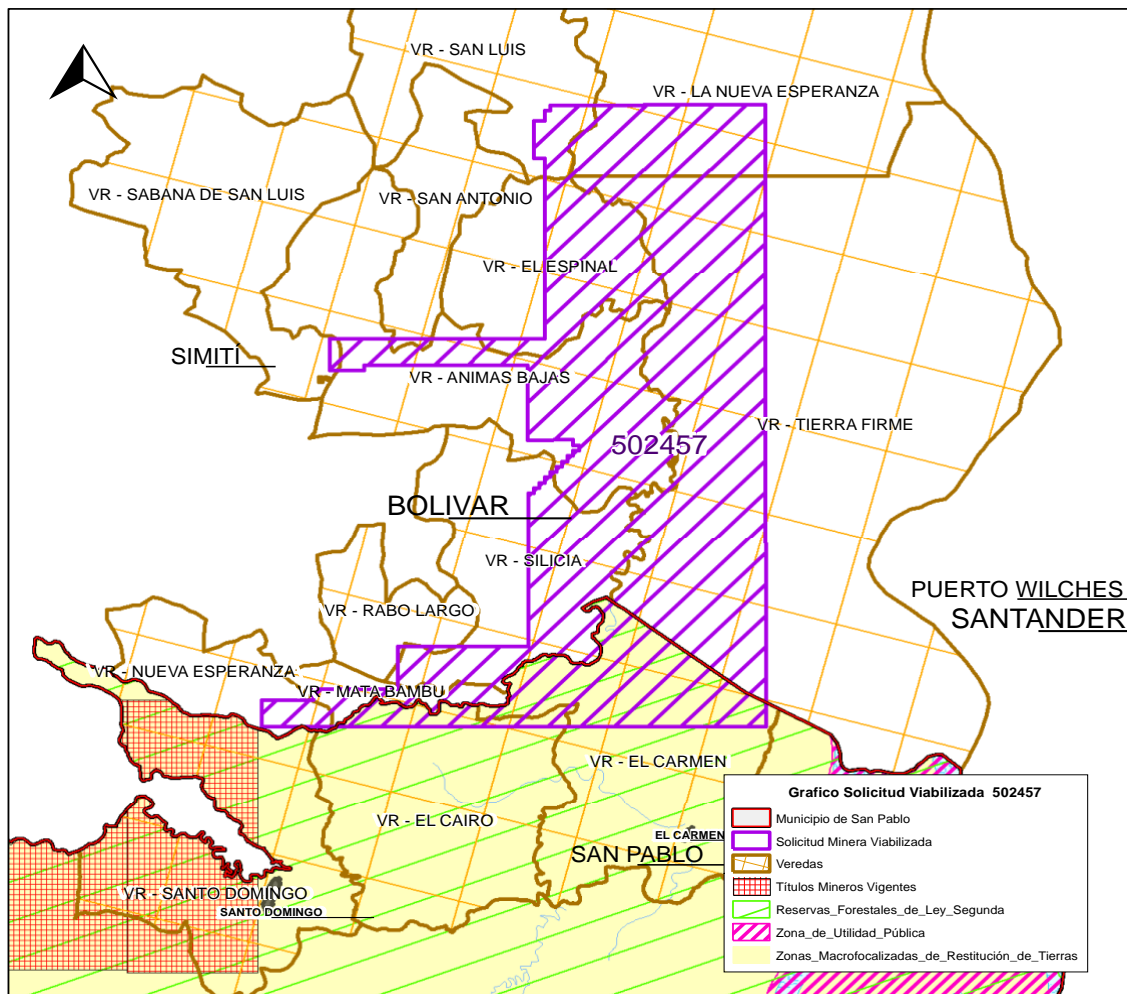 VR - SAN LUIS
VR - LA NUEVA ESPERANZA
VR - SABANA DE SAN LUIS
VR - SAN ANTONIO
VR - EL ESPINAL
SIMITÍ
VR - ANIMAS BAJAS
VR - TIERRA FIRME
502457
BOLIVAR
VR - SILICIA
PUERTO WILCHES
SANTANDER
VR - RABO LARGO
VR - NUEVA ESPERANZA
VR - MATA BAMBU
VR - EL CARMEN
VR - EL CAIRO
EL CARMEN
SAN PABLO
VR - SANTO DOMINGO
SANTO DOMINGO
Grafico Solicitud Viabilizada 502457
Municipio de San Pablo
Solicitud Minera Viabilizada
Veredas
Títulos Mineros Vigentes
Reservas_Forestales_de_Ley_Segunda
Zona_de_Utilidad_Pública
Zonas_Macrofocalizadas_de_Restitución_de_Tierras